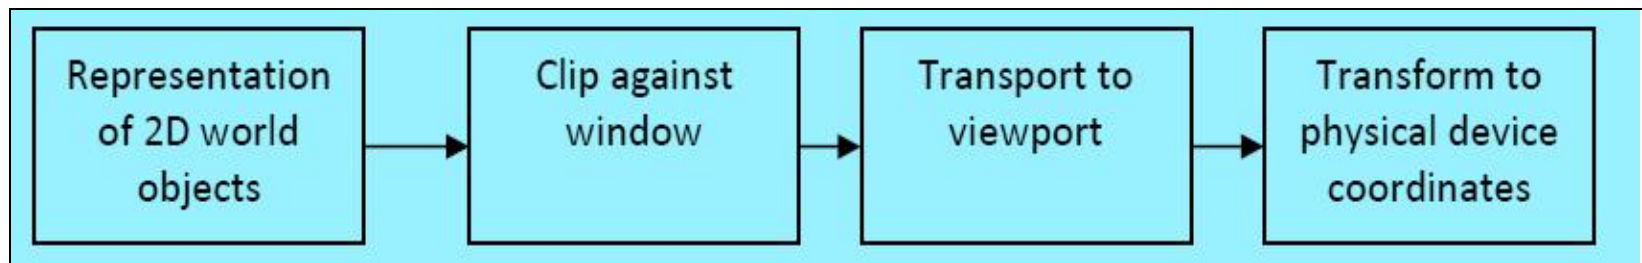 Representation
of 2D world
objects
Clip against
window
Transport to
viewport
Transform to
physical device
coordinates